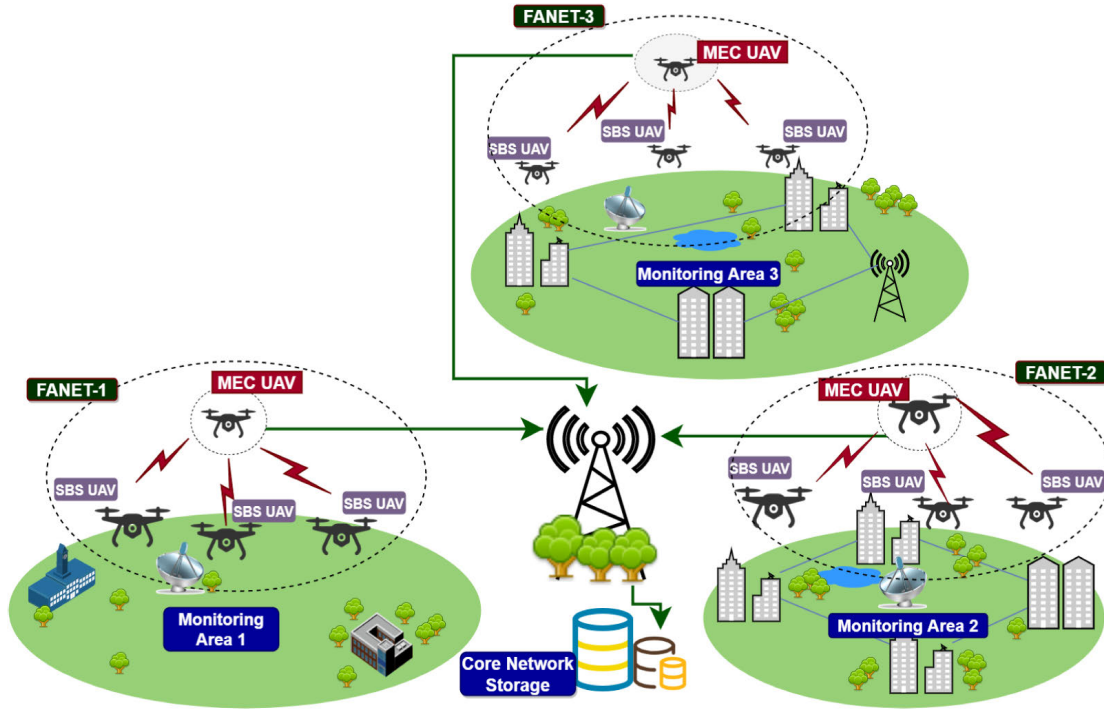 FANET-3
MEC UAV
SBS UAV
SBS UAV
SBS UAV
Monitoring Area 3
FANET-1
MEC UAV
SBS UAV
SBS UAV
SBS UAV
Monitoring
Area 1
FANET-2
MEC UAV
SBS UAV
SBS UAV
SBS UAV
Monitoring Area 2
Core Network
Storage